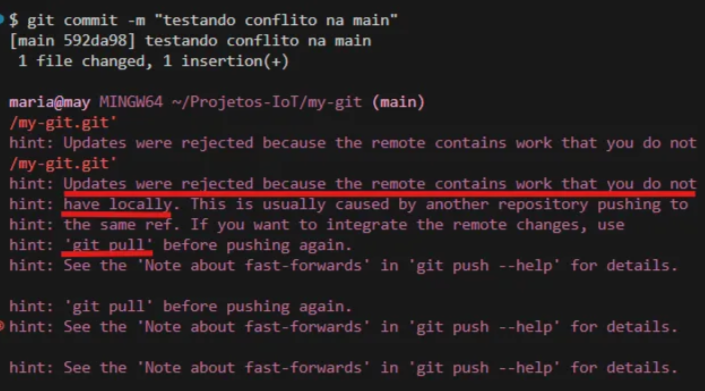 $ git commit -m "testando conflito na main"
[main 592da98] testando conflito na main
1 file changed, 1 insertion(+)
maria@may MINGW64 ~/Projetos-IoT/my-git (main)
/my-git.git'
hint: Updates were rejected because the remote contains work that you do not
/my-git.git'
hint: Updates were rejected because the remote contains work that you do not
hint: have locally. This is usually caused by another repository pushing to
hint: the same ref. If you want to integrate the remote changes, use
hint: 'git pull' before pushing again.
hint: See the 'Note about fast-forwards' in 'git push --help' for details.
hint: 'git pull' before pushing again.
hint: See the 'Note about fast-forwards' in 'git push --help' for details.
hint: See the 'Note about fast-forwards' in 'git push --help' for details.